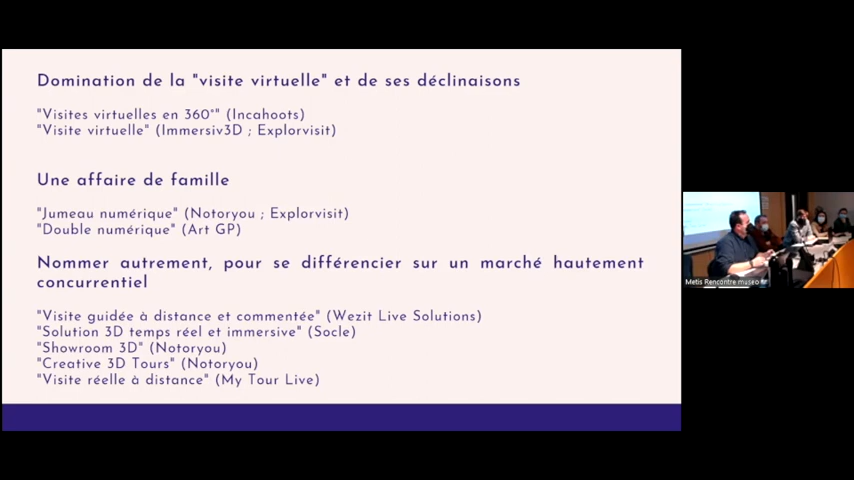 Domination de la "visite virtuelle" et de ses déclinaisons
"Visites virtuelles en 360°" (Incahoots)
"Visite virtuelle" (Immersiv3D ; Explorvisit)
Une affaire de famille
"Jumeau numérique" (Notoryou ; Explorvisit)
"Double numérique" (Art GP)
Nommer autrement, pour se différencier sur un marché hautement
concurrentiel
"Visite guidée à distance et commentée" (Wezit Live Solutions)
"Solution 3D temps réel et immersive" (Socle)
"Showroom 3D" (Notoryou)
"Creative 3D Tours" (Notoryou)
"Visite réelle à distance" (My Tour Live)
Metis Rencontre museo